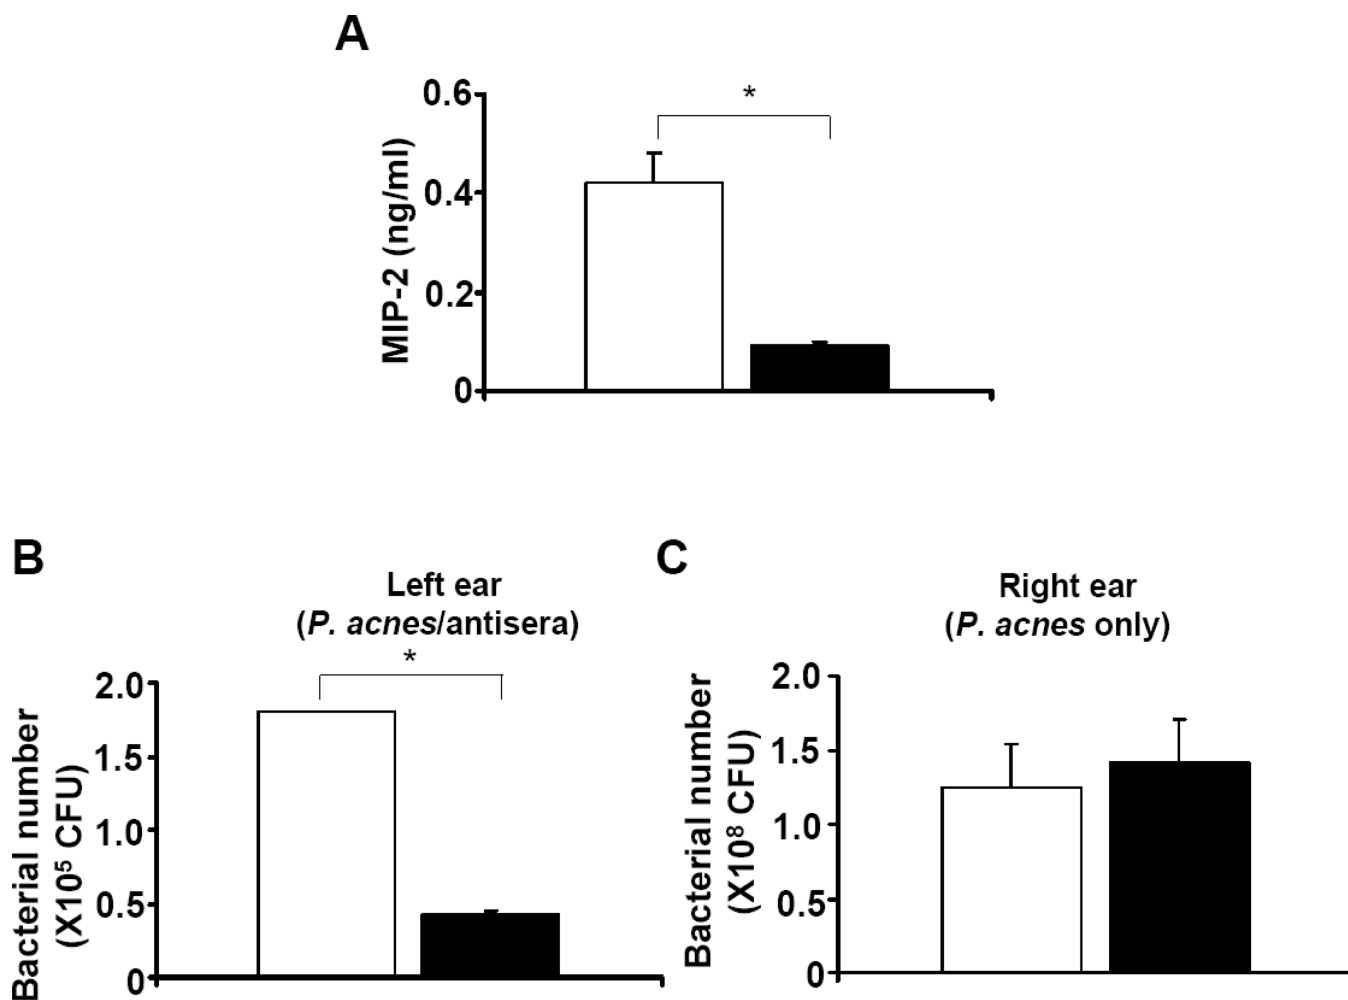 A
0.6
0.4
0.2
0
MIP-2 (ng/ml)
*
B
Left ear
(P. acnes/antisera)
*
2.0
1.5
1.0
0.5
0
Bacterial number
(X10⁵ CFU)
C
Right ear
(P. acnes only)
2.0
1.5
1.0
0.5
0
Bacterial number
(X10⁸ CFU)